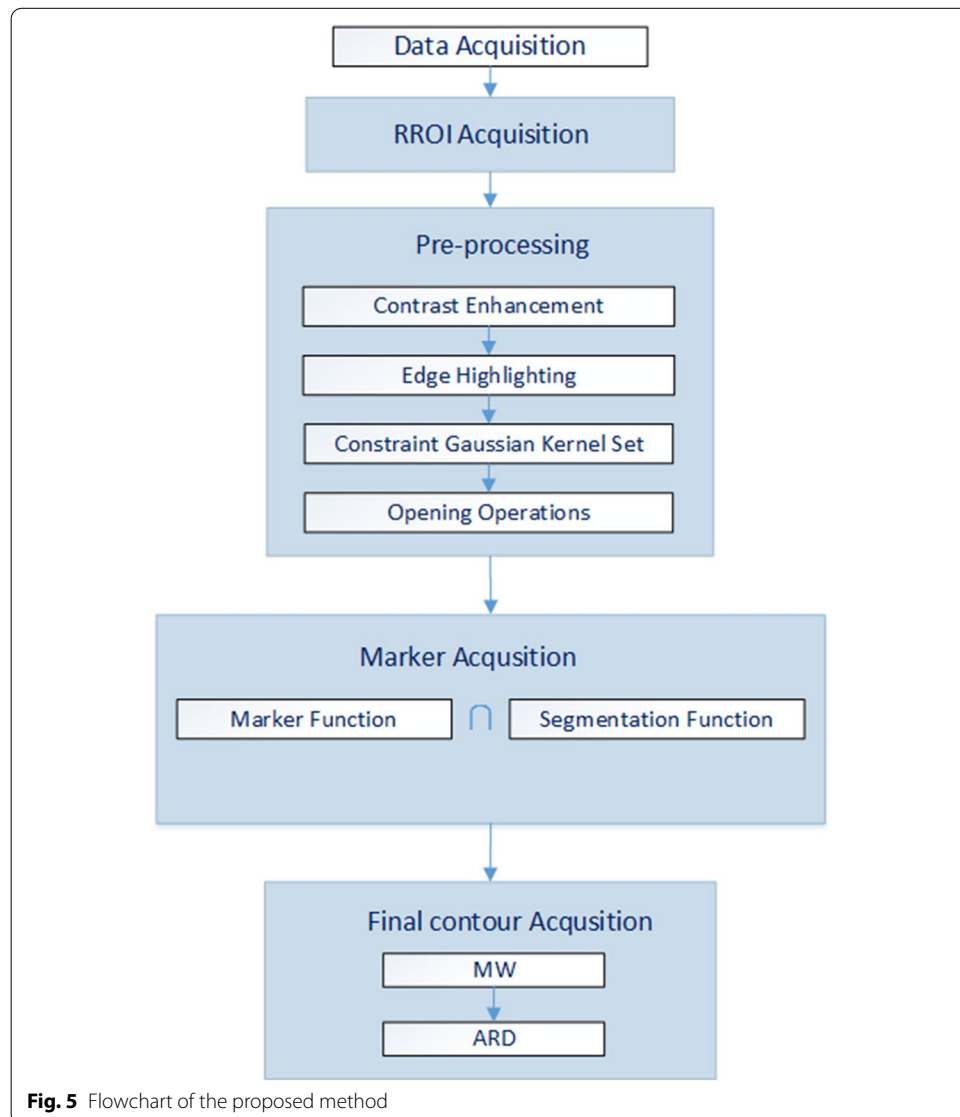 Data Acquisition
RROI Acquisition
Pre-processing
Contrast Enhancement
Edge Highlighting
Constraint Gaussian Kernel Set
Opening Operations
Marker Acqusition
Marker Function ∩ Segmentation Function
Final contour Acqusition
MW
ARD
Fig. 5 Flowchart of the proposed method